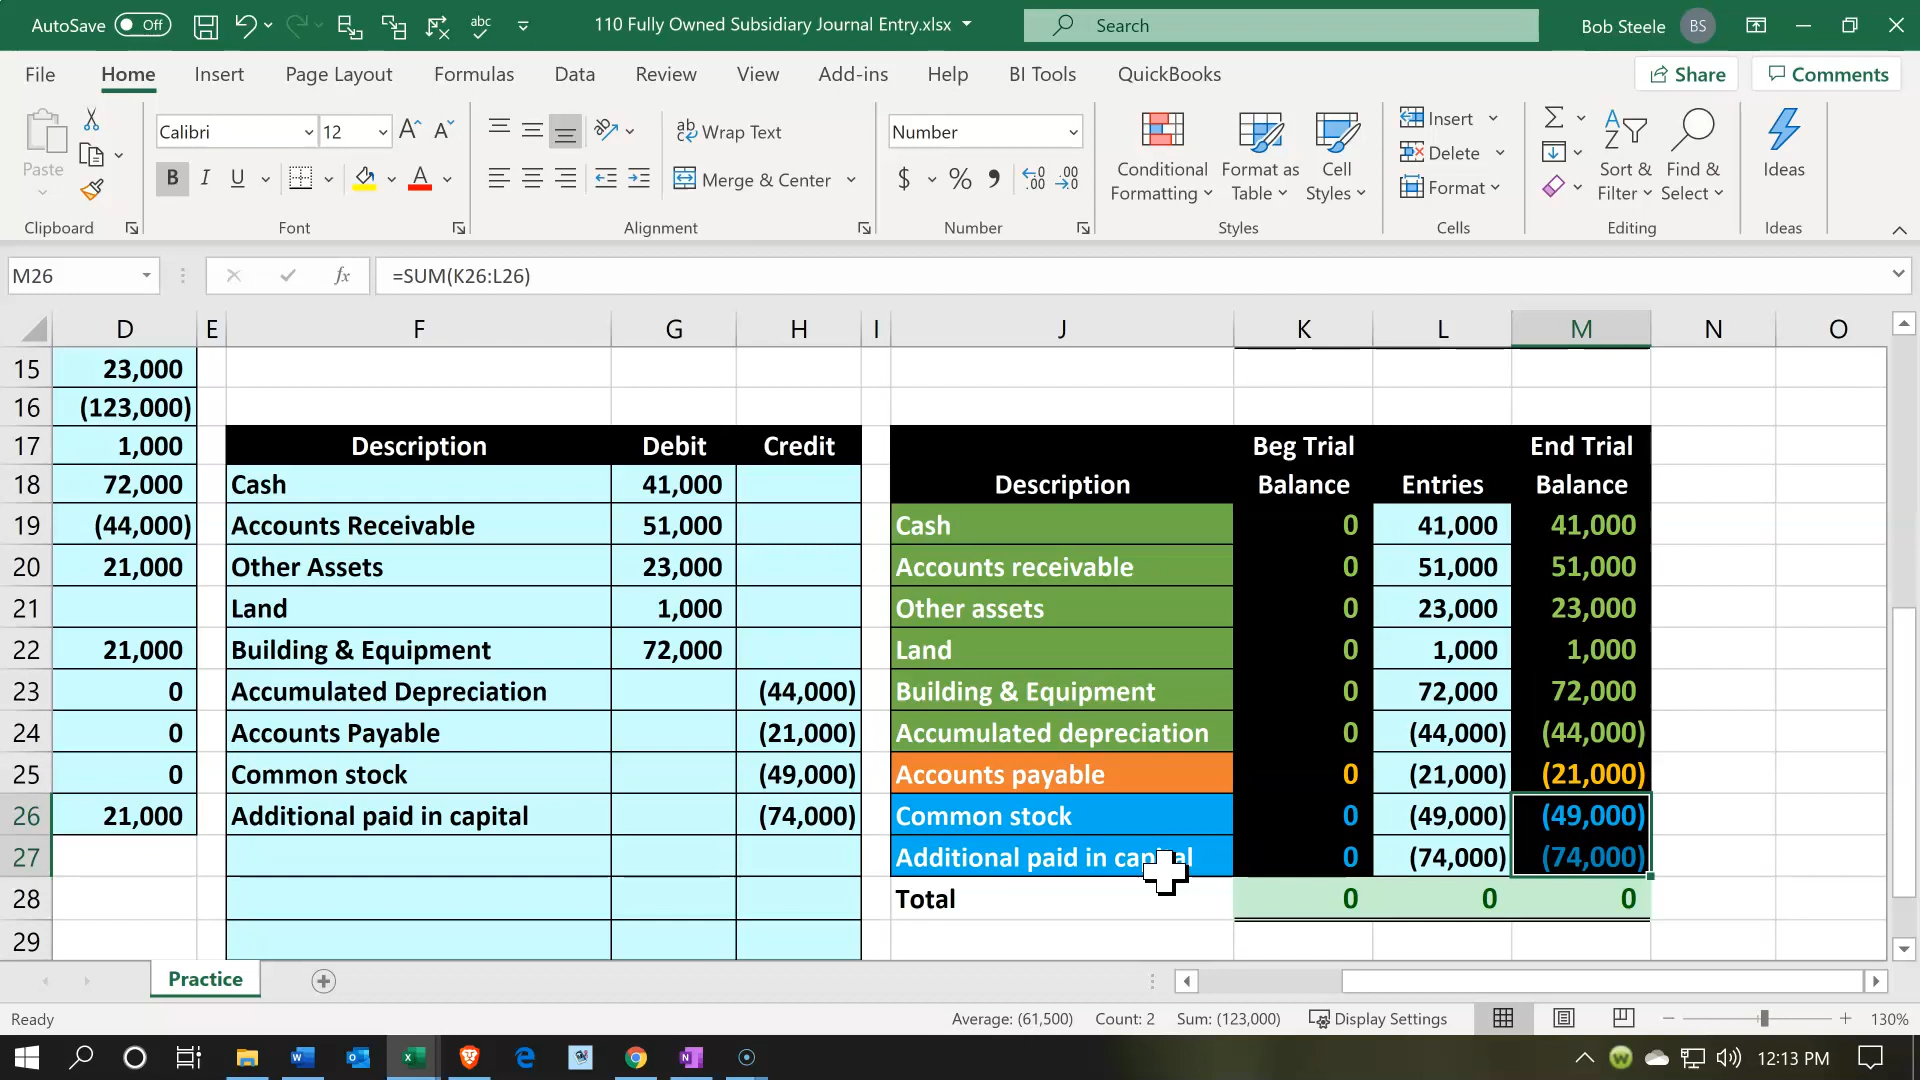 AutoSave Off 110 Fully Owned Subsidiary Journal Entry.xlsx Search Bob Steele BS
File Home Insert Page Layout Formulas Data Review View Add-ins Help BI Tools QuickBooks Share Comments
Paste
Clipboard
Calibri 12
B I U
Font
Wrap Text
Merge & Center
Alignment
Number
$ % 9
Number
Conditional Formatting
Format as Table
Cell Styles
Styles
Insert
Delete
Format
Cells
Sort & Filter
Find & Select
Editing
Ideas
Ideas
M26 fx =SUM(K26:L26)
D E F G H I J K L M N O
15 23,000
16 (123,000)
17 1,000 Description Debit Credit Beg Trial End Trial
18 72,000 Cash 41,000 Description Balance Entries Balance
19 (44,000) Accounts Receivable 51,000 Cash 0 41,000 41,000
20 21,000 Other Assets 23,000 Accounts receivable 0 51,000 51,000
21 Land 1,000 Other assets 0 23,000 23,000
22 21,000 Building & Equipment 72,000 Land 0 1,000 1,000
23 0 Accumulated Depreciation (44,000) Building & Equipment 0 72,000 72,000
24 0 Accounts Payable (21,000) Accumulated depreciation 0 (44,000) (44,000)
25 0 Common stock (49,000) Accounts payable 0 (21,000) (21,000)
26 21,000 Additional paid in capital (74,000) Common stock 0 (49,000) (49,000)
27 Additional paid in capital 0 (74,000) (74,000)
28 Total 0 0 0
29
Practice
Ready Average: (61,500) Count: 2 Sum: (123,000) Display Settings 130%
12:13 PM